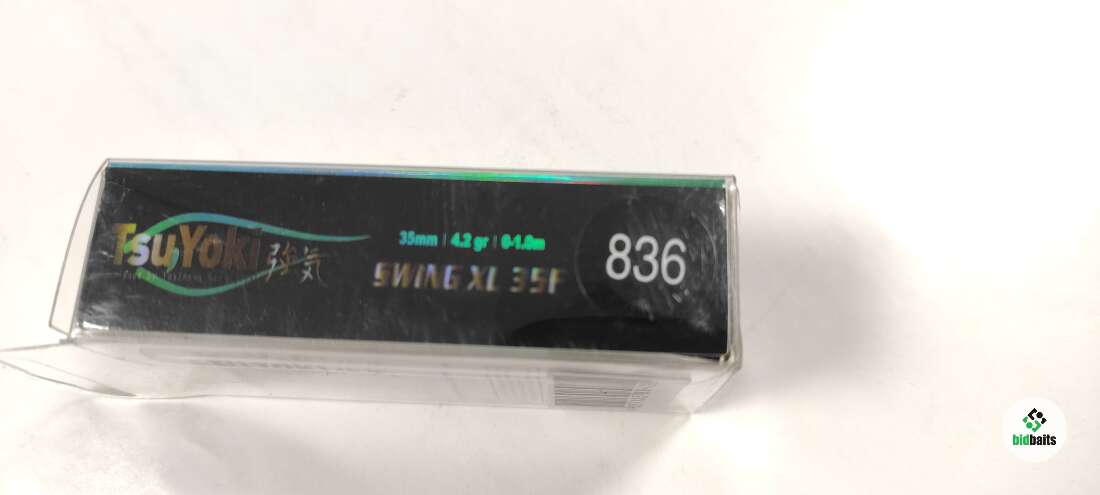 TsuYoki 強気
35mm | 4.2 gr | 0-1.0m
SWING XL 35F
836
bidbaits